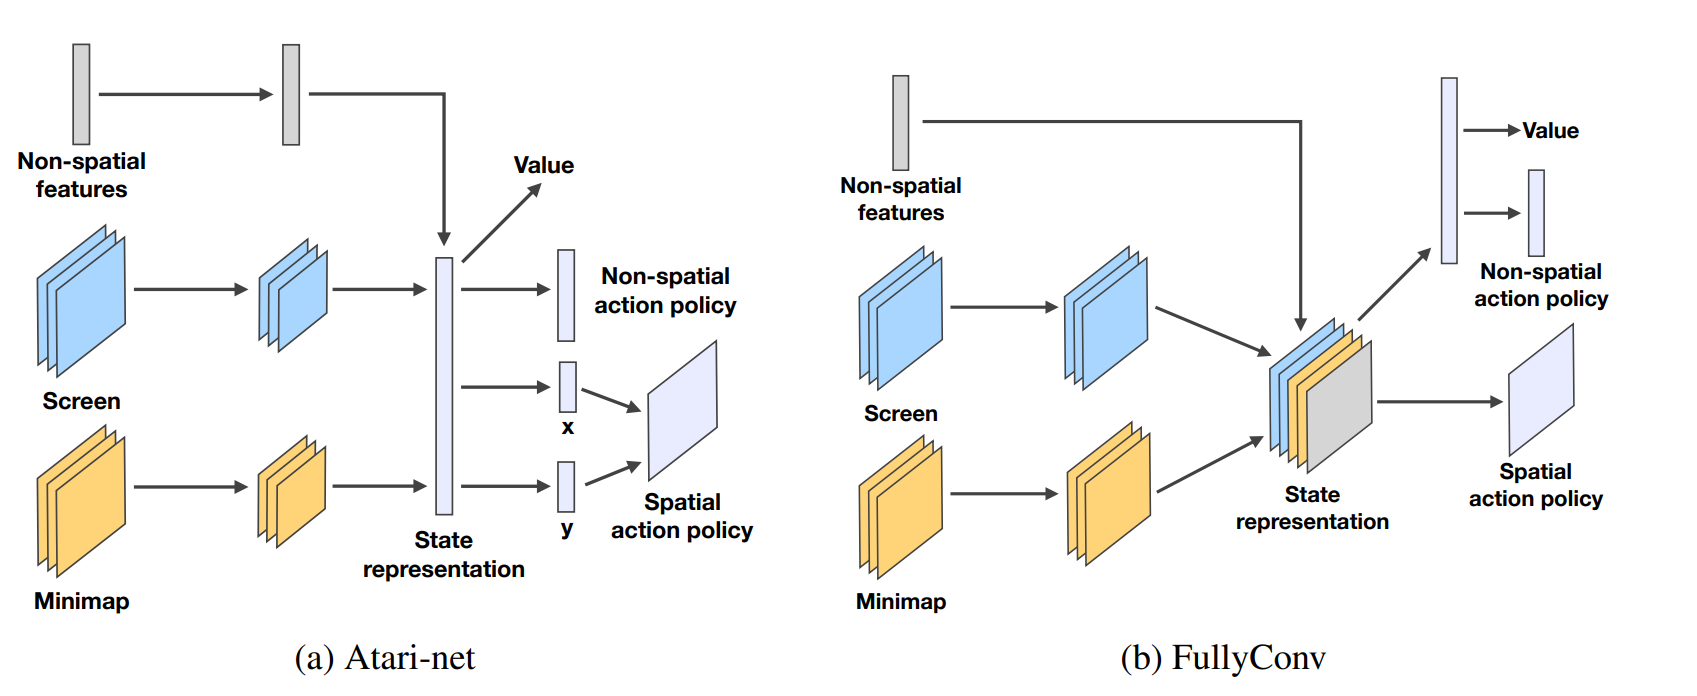 Non-spatial
features
Value
Screen
Non-spatial
action policy
x
y
Spatial
action policy
State
representation
Minimap
(a) Atari-net
Non-spatial
features
Value
Non-spatial
action policy
Screen
State
representation
Spatial
action policy
Minimap
(b) FullyConv